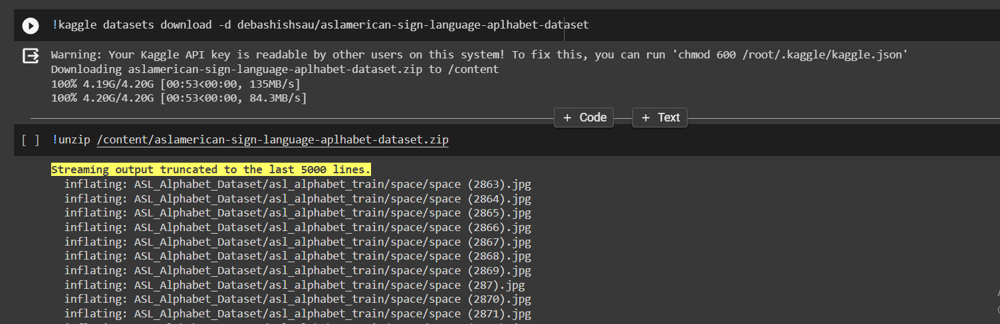 !kaggle datasets download -d debashishsau/aslamerican-sign-language-aplhabet-dataset
Warning: Your Kaggle API key is readable by other users on this system! To fix this, you can run 'chmod 600 /root/.kaggle/kaggle.json'
Downloading aslamerican-sign-language-aplhabet-dataset.zip to /content
100% 4.19G/4.20G [00:53<00:00, 135MB/s]
100% 4.20G/4.20G [00:53<00:00, 84.3MB/s]
+ Code + Text
[ ] !unzip /content/aslamerican-sign-language-aplhabet-dataset.zip
Streaming output truncated to the last 5000 lines.
inflating: ASL_Alphabet_Dataset/asl_alphabet_train/space/space (2863).jpg
inflating: ASL_Alphabet_Dataset/asl_alphabet_train/space/space (2864).jpg
inflating: ASL_Alphabet_Dataset/asl_alphabet_train/space/space (2865).jpg
inflating: ASL_Alphabet_Dataset/asl_alphabet_train/space/space (2866).jpg
inflating: ASL_Alphabet_Dataset/asl_alphabet_train/space/space (2867).jpg
inflating: ASL_Alphabet_Dataset/asl_alphabet_train/space/space (2868).jpg
inflating: ASL_Alphabet_Dataset/asl_alphabet_train/space/space (2869).jpg
inflating: ASL_Alphabet_Dataset/asl_alphabet_train/space/space (287).jpg
inflating: ASL_Alphabet_Dataset/asl_alphabet_train/space/space (2870).jpg
inflating: ASL_Alphabet_Dataset/asl_alphabet_train/space/space (2871).jpg